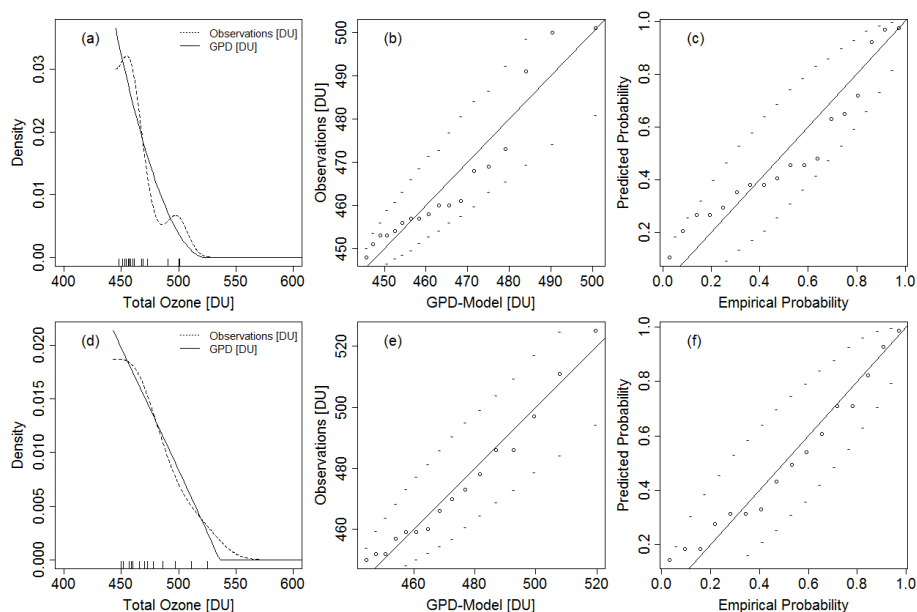 (a)
Observations [DU]
GPD [DU]
Density
0.00 0.01 0.02 0.03
400 450 500 550 600
Total Ozone [DU]
(b)
Observations [DU]
450 460 470 480 490 500
450 460 470 480 490 500
GPD-Model [DU]
(c)
Predicted Probability
0.2 0.4 0.6 0.8 1.0
0.0 0.2 0.4 0.6 0.8 1.0
Empirical Probability
(d)
Observations [DU]
GPD [DU]
Density
0.000 0.005 0.010 0.015 0.020
400 450 500 550 600
Total Ozone [DU]
(e)
Observations [DU]
460 480 500 520
460 480 500 520
GPD-Model [DU]
(f)
Predicted Probability
0.2 0.4 0.6 0.8 1.0
0.0 0.2 0.4 0.6 0.8 1.0
Empirical Probability